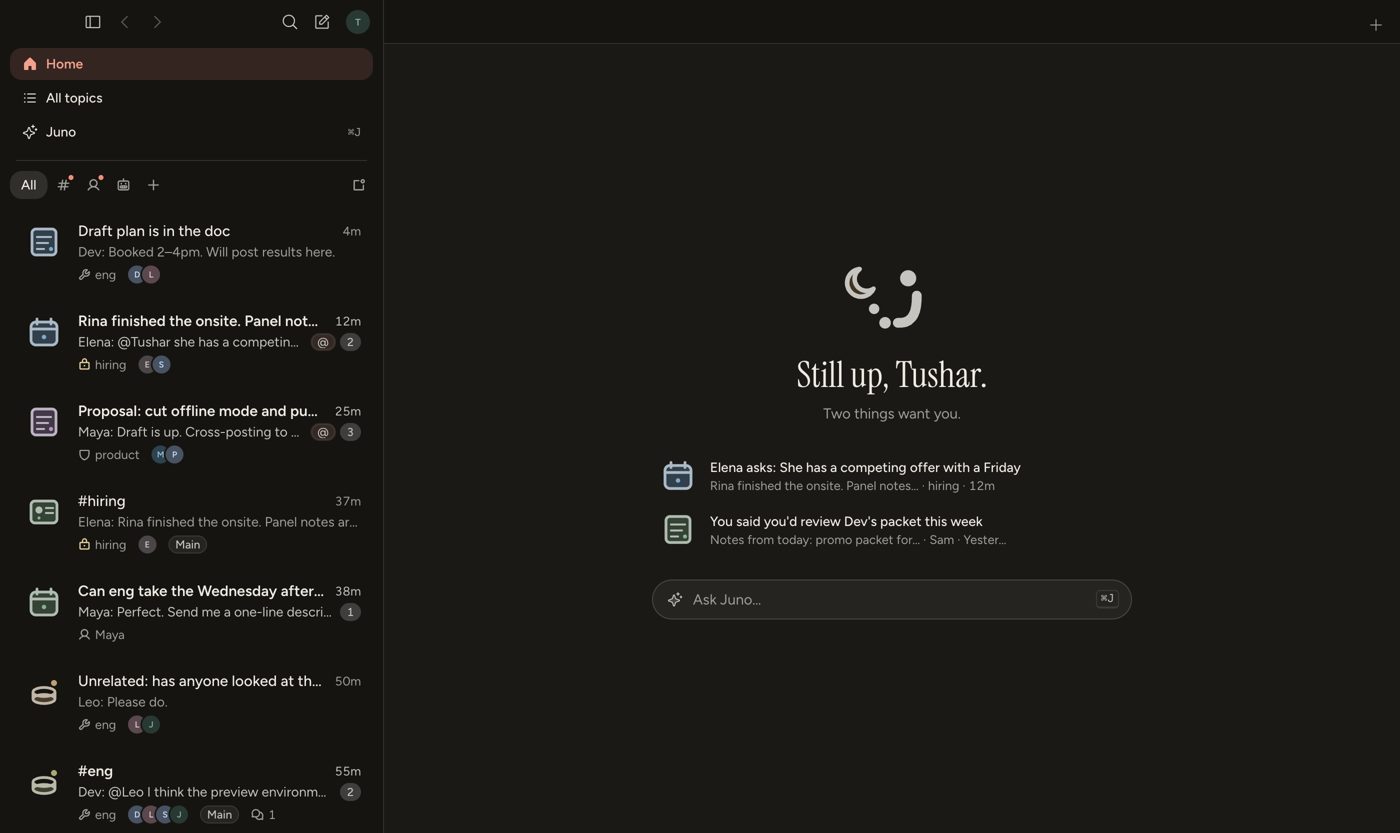 T
Home
All topics
Juno ⌘J
All
Draft plan is in the doc 4m
Dev: Booked 2–4pm. Will post results here.
eng D L
Rina finished the onsite. Panel not... 12m
Elena: @Tushar she has a competin... @ 2
hiring E S
Proposal: cut offline mode and pu... 25m
Maya: Draft is up. Cross-posting to ... @ 3
product M P
#hiring 37m
Elena: Rina finished the onsite. Panel notes ar...
hiring E Main
Can eng take the Wednesday after... 38m
Maya: Perfect. Send me a one-line descri... 1
Maya
Unrelated: has anyone looked at th... 50m
Leo: Please do.
eng L J
#eng 55m
Dev: @Leo I think the preview environm... 2
eng D L S J Main 1
Still up, Tushar.
Two things want you.
Elena asks: She has a competing offer with a Friday
Rina finished the onsite. Panel notes... · hiring · 12m
You said you'd review Dev's packet this week
Notes from today: promo packet for... · Sam · Yester...
Ask Juno... ⌘J